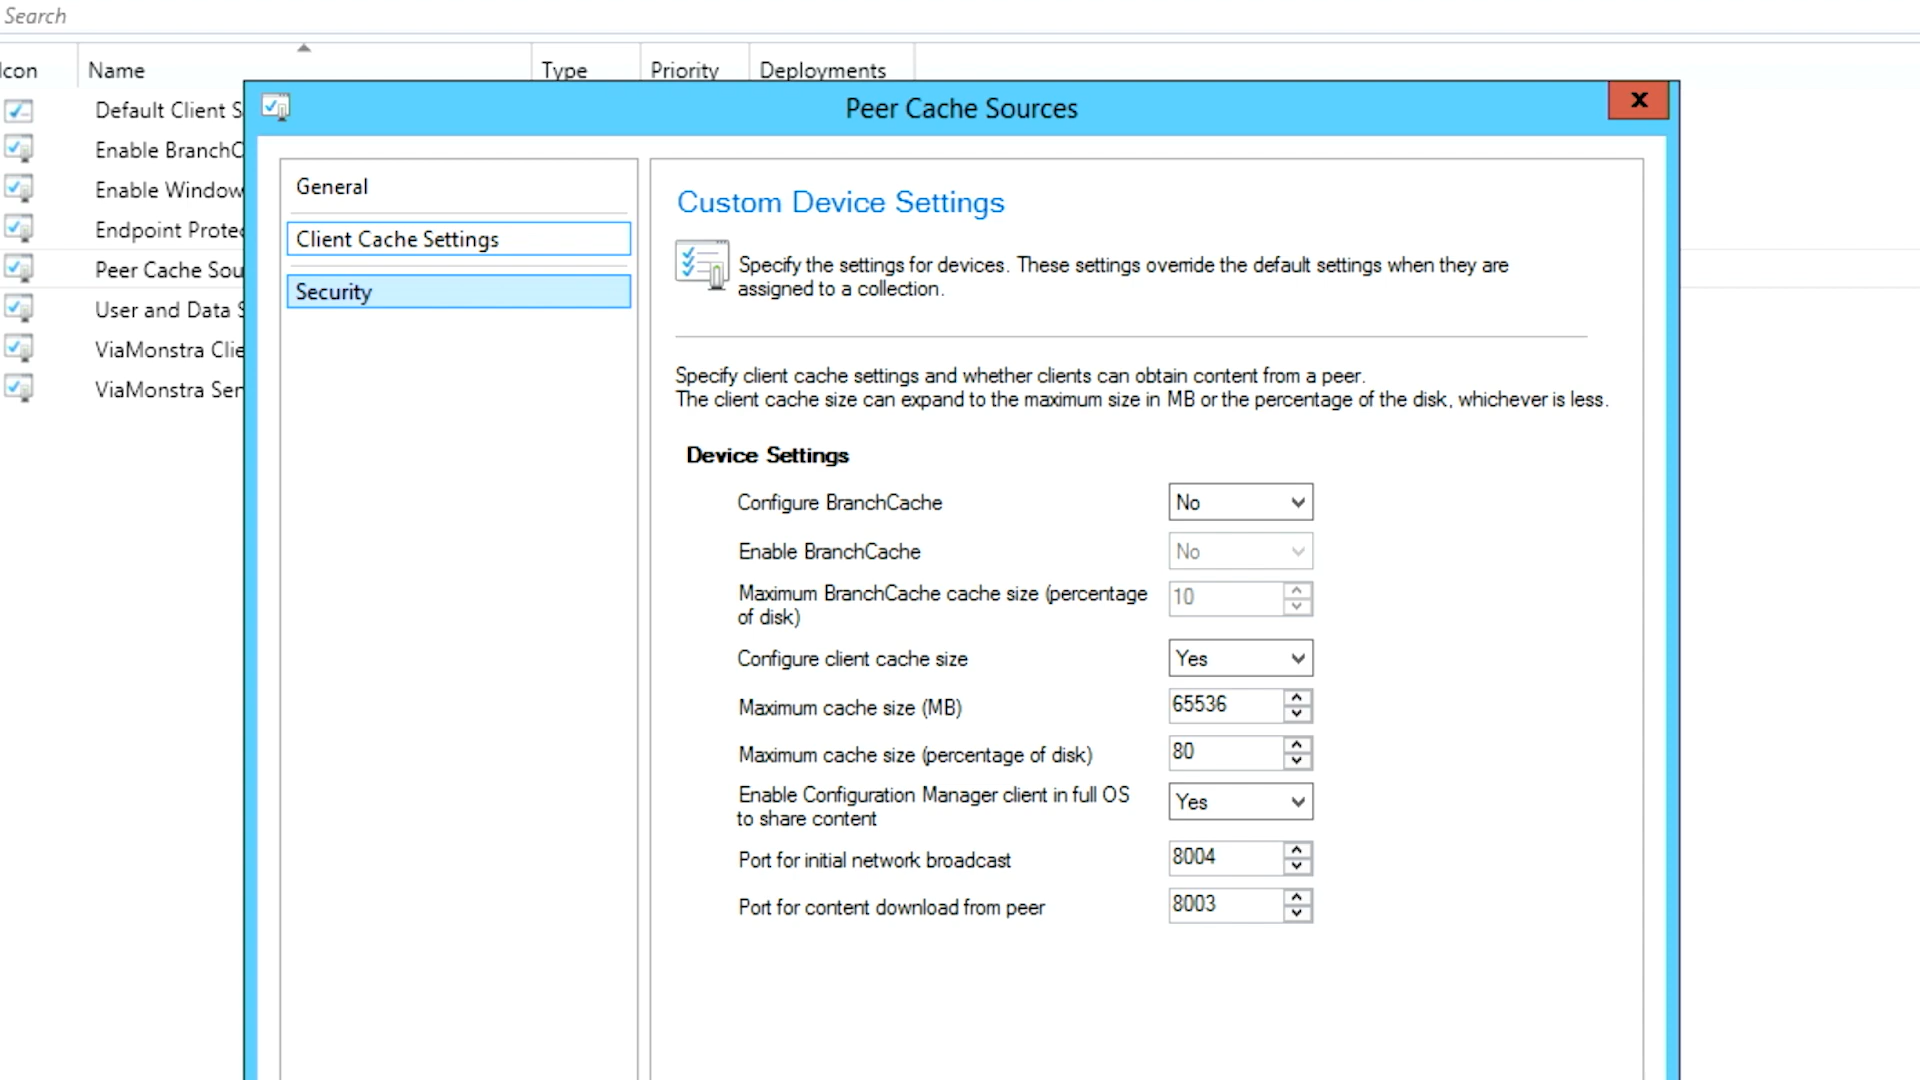 Search
Icon Name Type Priority Deployments
Peer Cache Sources
x
Default Client S
Enable BranchC
Enable Window
Endpoint Protec
Peer Cache Sou
User and Data S
ViaMonstra Clie
ViaMonstra Ser
General
Client Cache Settings
Security
Custom Device Settings
Specify the settings for devices. These settings override the default settings when they are
assigned to a collection.
Specify client cache settings and whether clients can obtain content from a peer.
The client cache size can expand to the maximum size in MB or the percentage of the disk, whichever is less.
Device Settings
Configure BranchCache No
Enable BranchCache No
Maximum BranchCache cache size (percentage
of disk) 10
Configure client cache size Yes
Maximum cache size (MB) 65536
Maximum cache size (percentage of disk) 80
Enable Configuration Manager client in full OS
to share content Yes
Port for initial network broadcast 8004
Port for content download from peer 8003